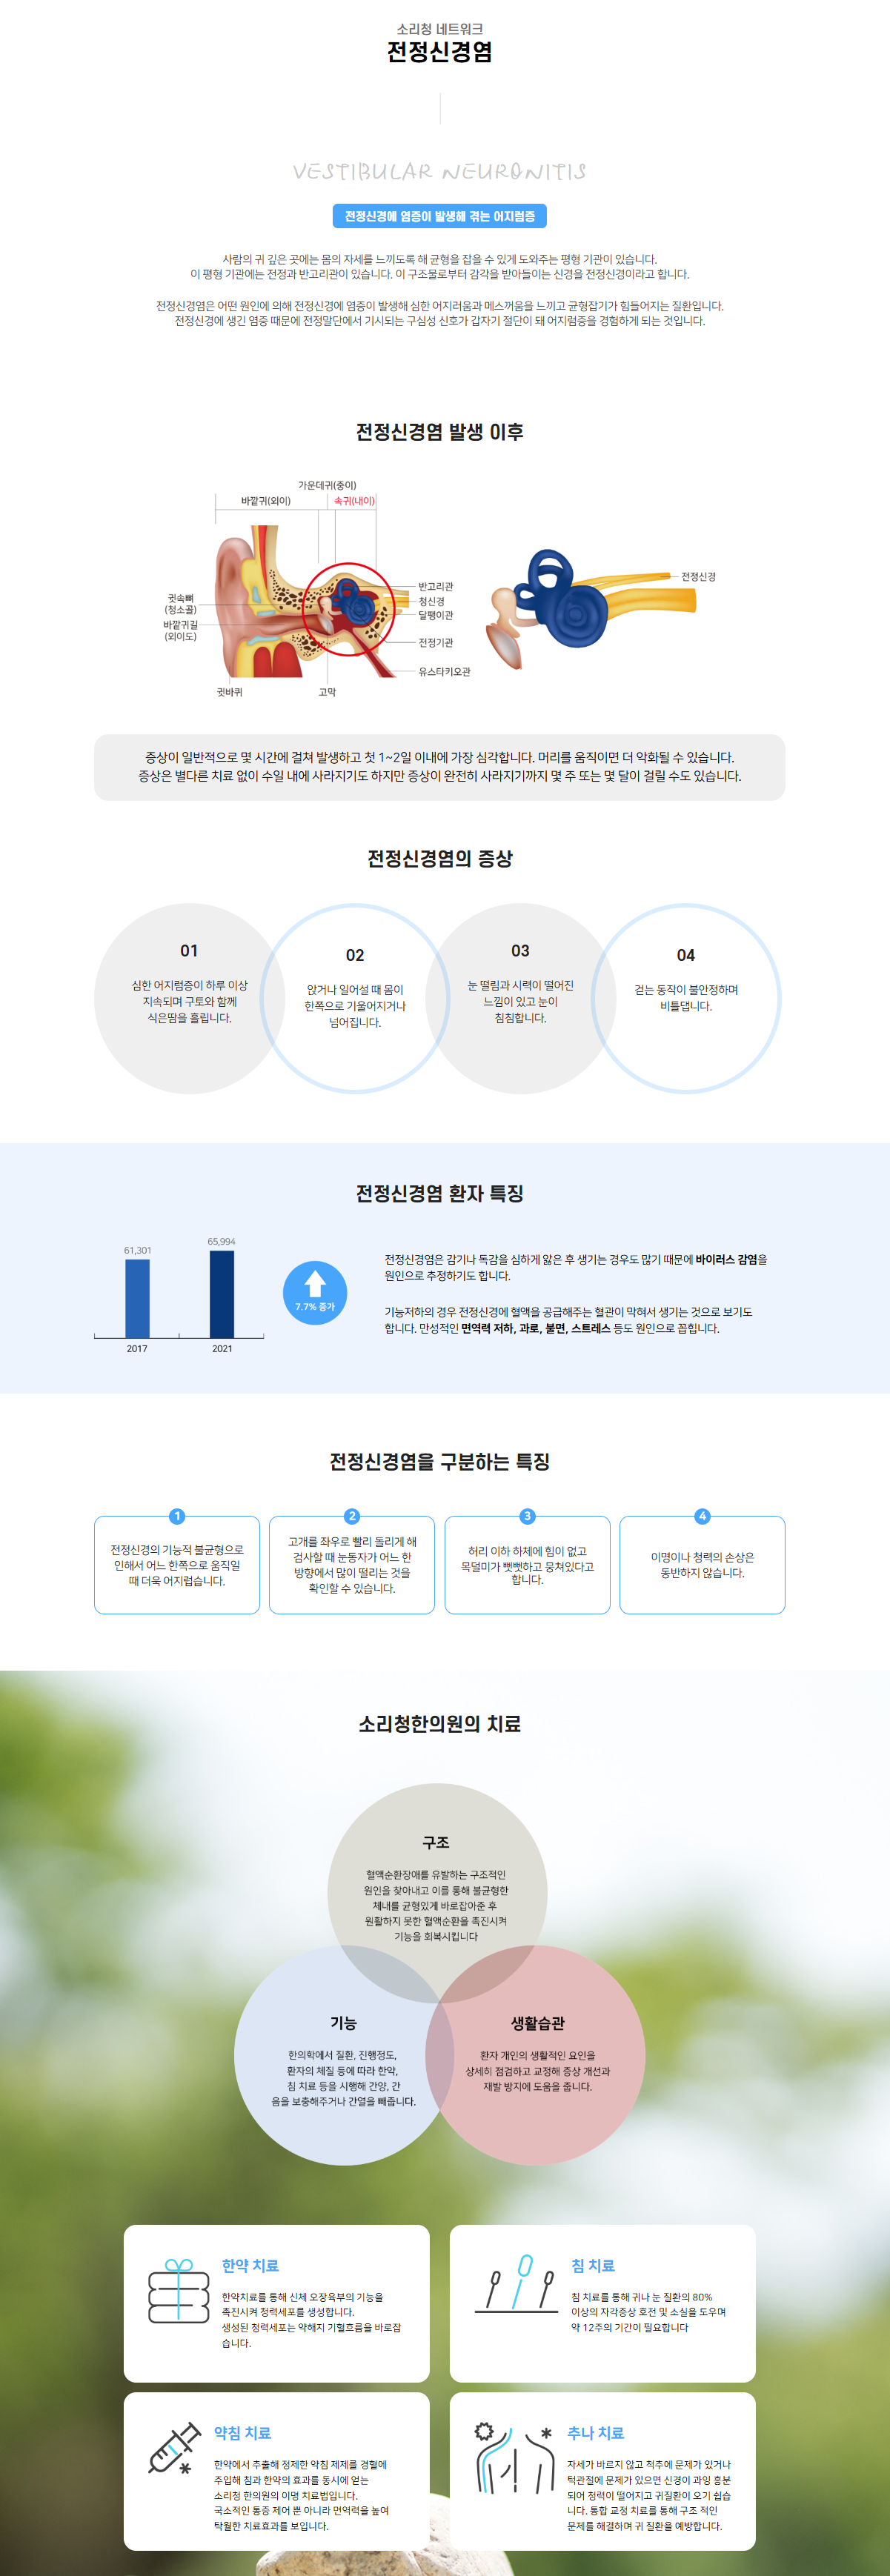 소리청 네트워크
전정신경염
VESTIBULAR NEURONITIS
전정신경에 염증이 발생해 겪는 어지럼증
사람의 귀 깊은 곳에는 몸의 자세를 느끼도록 해 균형을 잡을 수 있게 도와주는 평형 기관이 있습니다.
이 평형 기관에는 전정과 반고리관이 있습니다. 이 구조물로부터 감각을 받아들이는 신경을 전정신경이라고 합니다.
전정신경염은 어떤 원인에 의해 전정신경에 염증이 발생해 심한 어지러움과 메스꺼움을 느끼고 균형잡기가 힘들어지는 질환입니다.
전정신경에 생긴 염증 때문에 전정말단에서 기시되는 구심성 신호가 갑자기 절단이 돼 어지럼증을 경험하게 되는 것입니다.
전정신경염 발생 이후
가운데귀(중이)
바깥귀(외이)
속귀(내이)
귓속뼈
(청소골)
바깥귀길
(외이도)
귓바퀴
고막
반고리관
청신경
달팽이관
전정기관
유스타키오관
전정신경
증상이 일반적으로 몇 시간에 걸쳐 발생하고 첫 1~2일 이내에 가장 심각합니다. 머리를 움직이면 더 악화될 수 있습니다.
증상은 별다른 치료 없이 수일 내에 사라지기도 하지만 증상이 완전히 사라지기까지 몇 주 또는 몇 달이 걸릴 수도 있습니다.
전정신경염의 증상
01
심한 어지럼증이 하루 이상
지속되며 구토와 함께
식은땀을 흘립니다.
02
앉거나 일어설 때 몸이
한쪽으로 기울어지거나
넘어집니다.
03
눈 떨림과 시력이 떨어진
느낌이 있고 눈이
침침합니다.
04
걷는 동작이 불안정하며
비틀댑니다.
전정신경염 환자 특징
61,301
65,994
2017
2021
7.7% 증가
전정신경염은 감기나 독감을 심하게 앓은 후 생기는 경우도 많기 때문에 바이러스 감염을
원인으로 추정하기도 합니다.
기능저하의 경우 전정신경에 혈액을 공급해주는 혈관이 막혀서 생기는 것으로 보기도
합니다. 만성적인 면역력 저하, 과로, 불면, 스트레스 등도 원인으로 꼽힙니다.
전정신경염을 구분하는 특징
1
전정신경의 기능적 불균형으로
인해서 어느 한쪽으로 움직일
때 더욱 어지럽습니다.
2
고개를 좌우로 빨리 돌리게 해
검사할 때 눈동자가 어느 한
방향에서 많이 떨리는 것을
확인할 수 있습니다.
3
허리 이하 하체에 힘이 없고
목덜미가 뻣뻣하고 뭉쳐있다고
합니다.
4
이명이나 청력의 손상은
동반하지 않습니다.
소리청한의원의 치료
구조
혈액순환장애를 유발하는 구조적인
원인을 찾아내고 이를 통해 불균형한
체내를 균형있게 바로잡아준 후
원활하지 못한 혈액순환을 촉진시켜
기능을 회복시킵니다
기능
한의학에서 질환, 진행정도,
환자의 체질 등에 따라 한약,
침 치료 등을 시행해 간양, 간
음을 보충해주거나 간열을 빼줍니다.
생활습관
환자 개인의 생활적인 요인을
상세히 점검하고 교정해 증상 개선과
재발 방지에 도움을 줍니다.
한약 치료
한약치료를 통해 신체 오장육부의 기능을
촉진시켜 청력세포를 생성합니다.
생성된 청력세포는 약해지 기혈흐름을 바로잡
습니다.
침 치료
침 치료를 통해 귀나 눈 질환의 80%
이상의 자각증상 호전 및 소실을 도우며
약 12주의 기간이 필요합니다
약침 치료
한약에서 추출해 정제한 약침 제제를 경혈에
주입해 침과 한약의 효과를 동시에 얻는
소리청 한의원의 이명 치료법입니다.
국소적인 통증 제어 뿐 아니라 면역력을 높여
탁월한 치료효과를 보입니다.
추나 치료
자세가 바르지 않고 척추에 문제가 있거나
턱관절에 문제가 있으면 신경이 과잉 흥분
되어 청력이 떨어지고 귀질환이 오기 쉽습
니다. 통합 교정 치료를 통해 구조 적인
문제를 해결하며 귀 질환을 예방합니다.